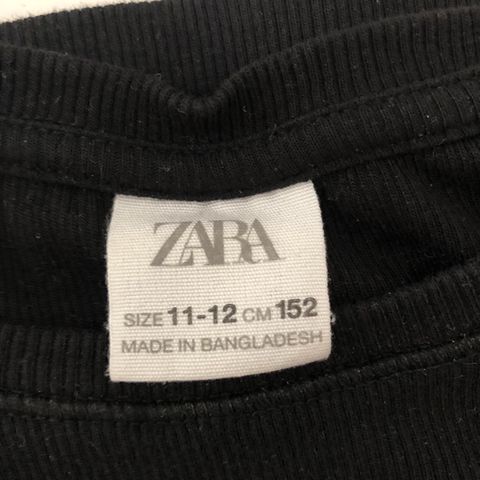 ZARA
SIZE 11-12 CM 152
MADE IN BANGLADESH